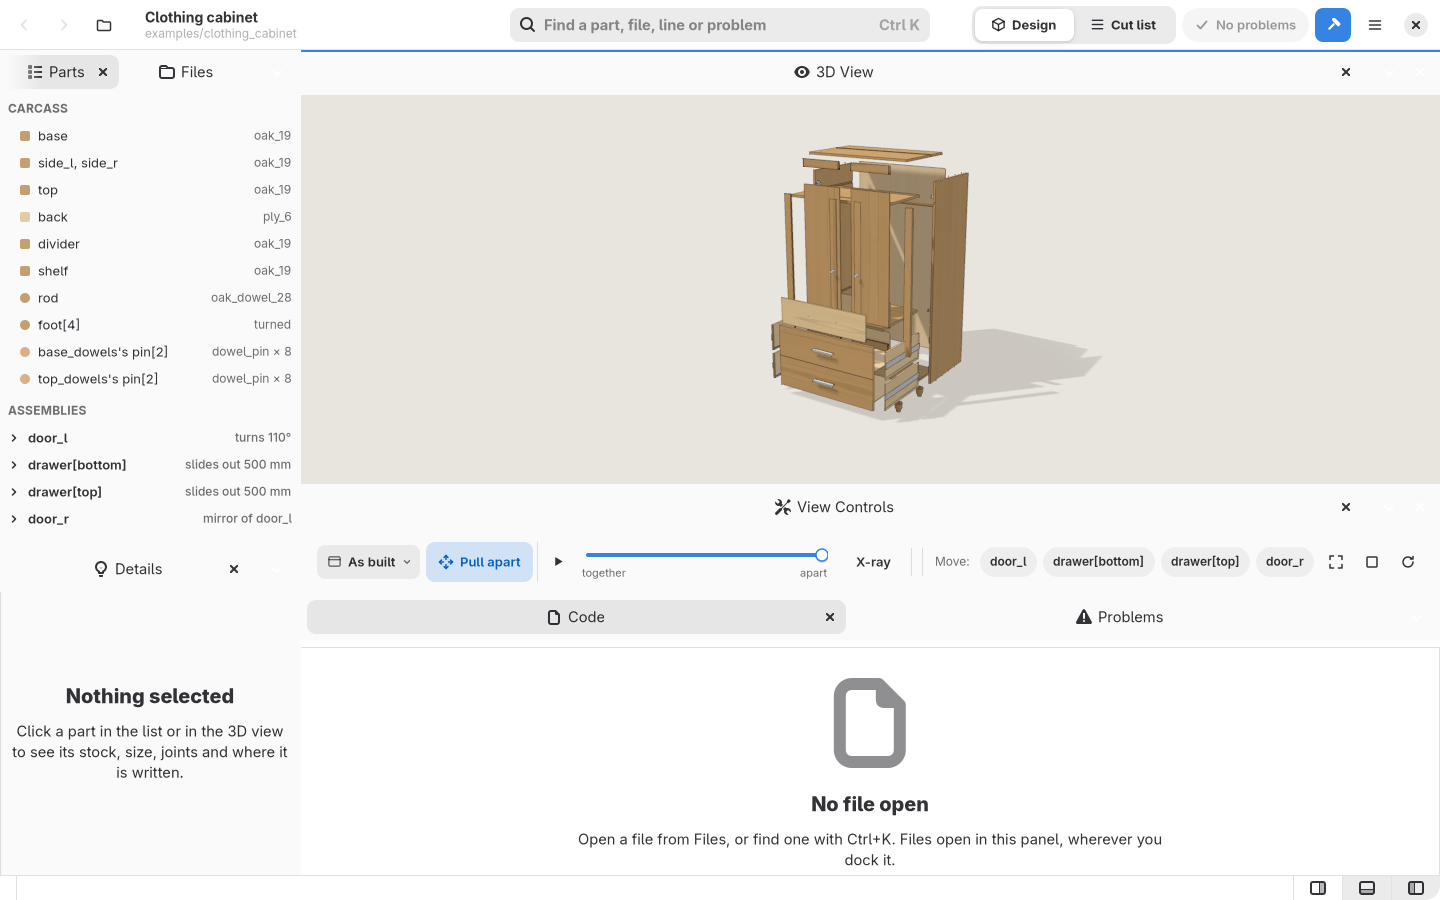 Clothing cabinet
examples/clothing_cabinet
Find a part, file, line or problem
Ctrl K
Design
Cut list
No problems
Parts
Files
3D View
CARCASS
base
oak_19
side_l, side_r
oak_19
top
oak_19
back
ply_6
divider
oak_19
shelf
oak_19
rod
oak_dowel_28
foot[4]
turned
base_dowels's pin[2]
dowel_pin × 8
top_dowels's pin[2]
dowel_pin × 8
ASSEMBLIES
door_l
turns 110°
drawer[bottom]
slides out 500 mm
drawer[top]
slides out 500 mm
door_r
mirror of door_l
View Controls
As built
Pull apart
together
apart
X-ray
Move:
door_l
drawer[bottom]
drawer[top]
door_r
Details
Nothing selected
Click a part in the list or in the 3D view
to see its stock, size, joints and where it
is written.
Code
Problems
No file open
Open a file from Files, or find one with Ctrl+K. Files open in this panel, wherever you
dock it.